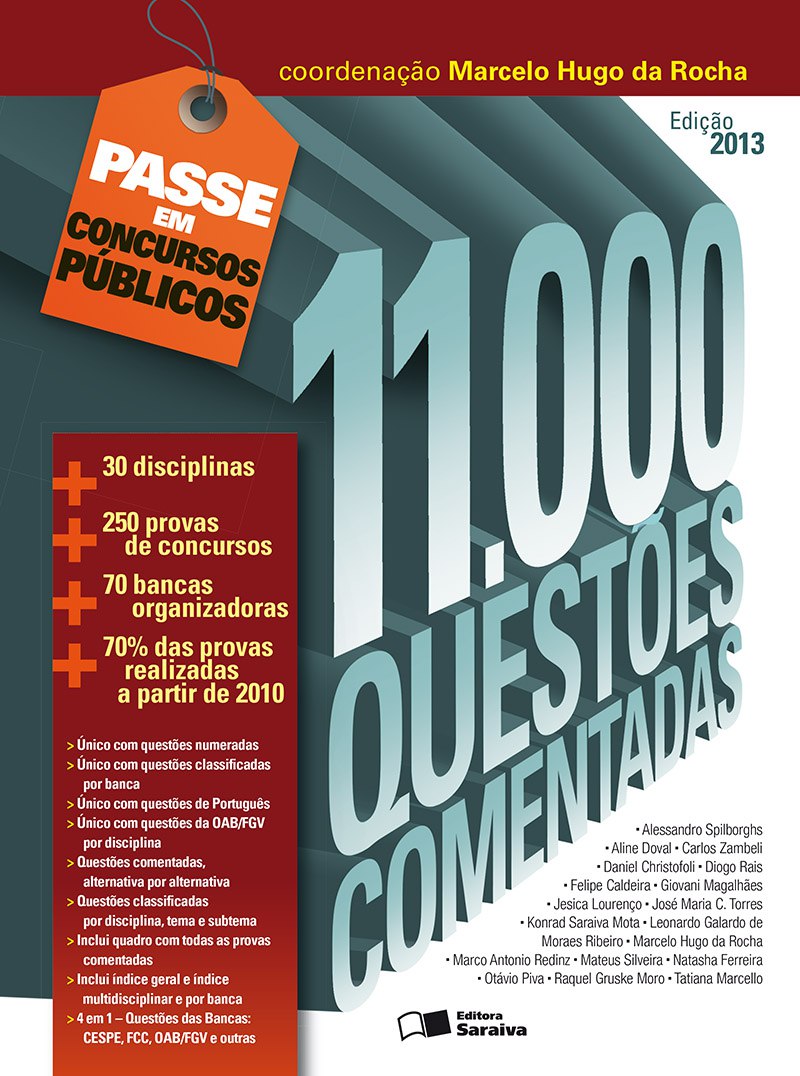 coordenação Marcelo Hugo da Rocha
Edição
2013
PASSE
EM
CONCURSOS
PÚBLICOS
11.000
QUESTÕES
COMENTADAS
+ 30 disciplinas
+ 250 provas
de concursos
+ 70 bancas
organizadoras
+ 70% das provas
realizadas
a partir de 2010
> Único com questões numeradas
> Único com questões classificadas
por banca
> Único com questões de Português
> Único com questões da OAB/FGV
por disciplina
> Questões comentadas,
alternativa por alternativa
> Questões classificadas
por disciplina, tema e subtema
> Inclui quadro com todas as provas
comentadas
> Inclui índice geral e índice
multidisciplinar e por banca
> 4 em 1 – Questões das Bancas:
CESPE, FCC, OAB/FGV e outras
• Alessandro Spilborghs
• Aline Doval • Carlos Zambeli
• Daniel Christofoli • Diogo Rais
• Felipe Caldeira • Giovani Magalhães
• Jesica Lourenço • José Maria C. Torres
• Konrad Saraiva Mota • Leonardo Galardo de
Moraes Ribeiro • Marcelo Hugo da Rocha
• Marco Antonio Redinz • Mateus Silveira • Natasha Ferreira
• Otávio Piva • Raquel Gruske Moro • Tatiana Marcello
Editora
Saraiva